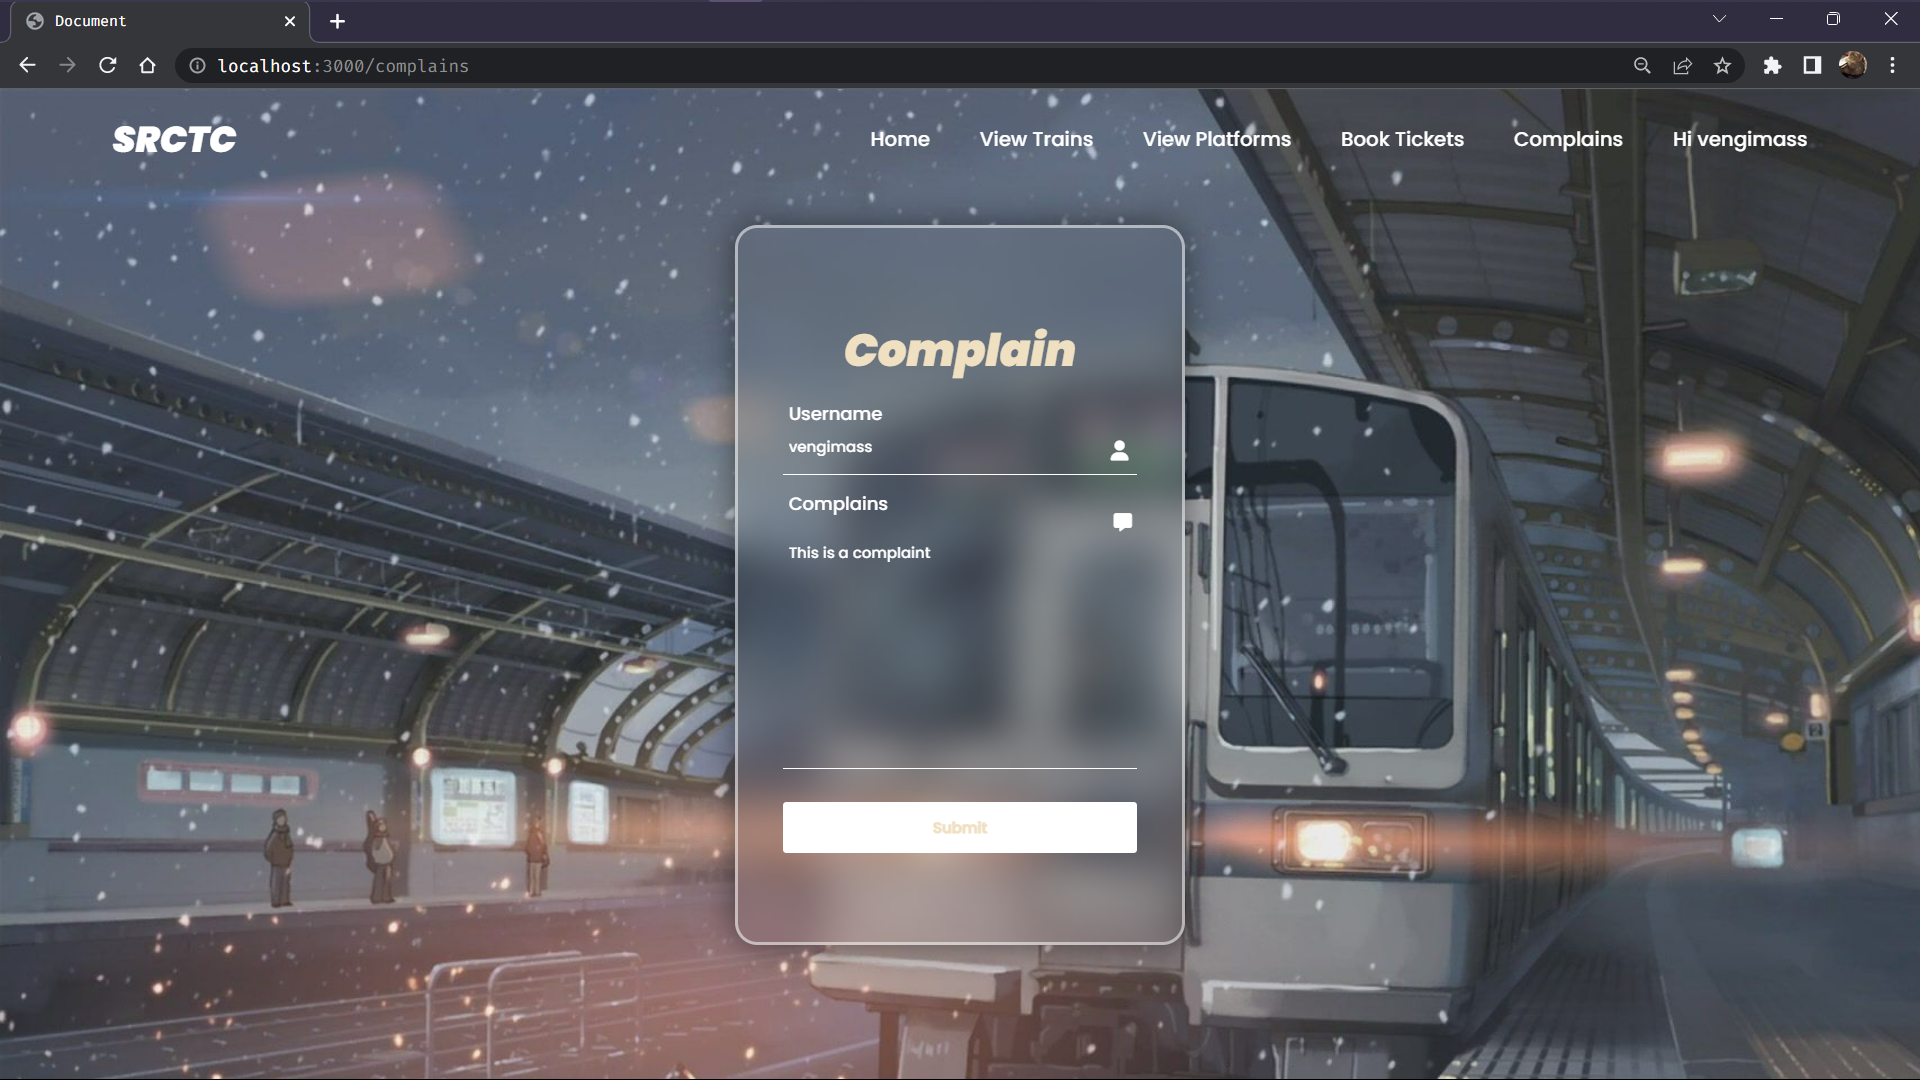 Document
localhost:3000/complains
SRCTC
Home View Trains View Platforms Book Tickets Complains Hi vengimass
Complain
Username
vengimass
Complains
This is a complaint
Submit
2